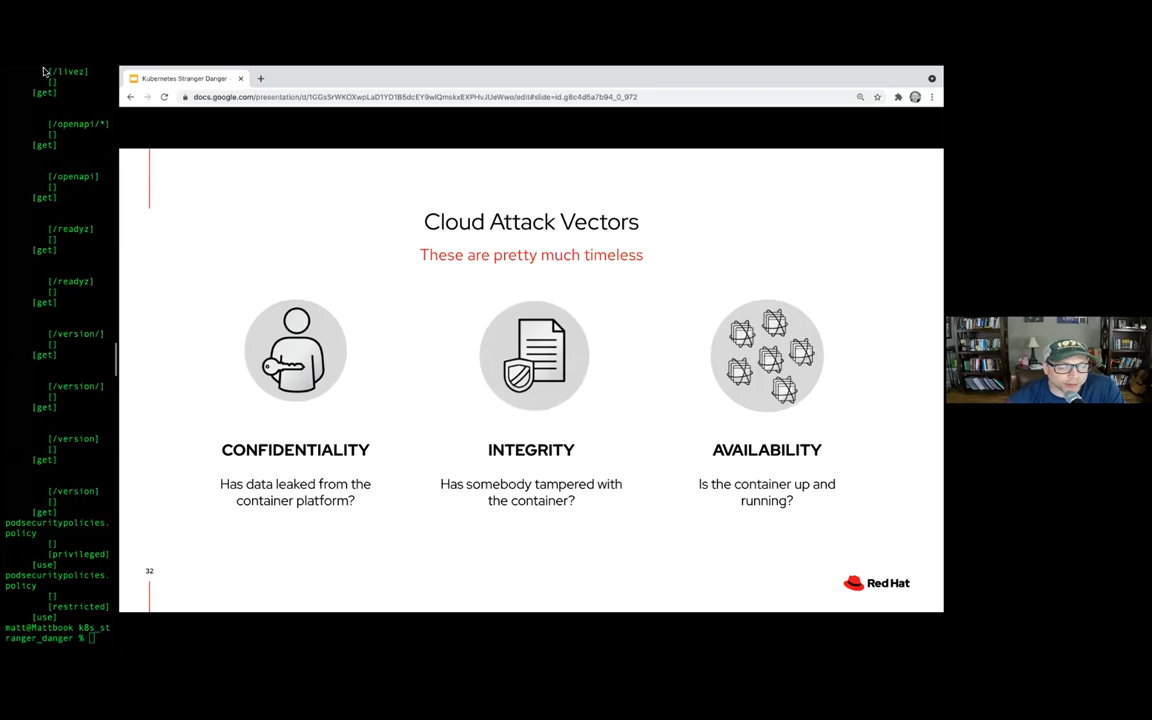 [/livez]
[]
[get]
[/openapi/*]
[]
[get]
[/openapi]
[]
[get]
[/readyz]
[]
[get]
[/readyz]
[]
[get]
[/version/]
[]
[get]
[/version/]
[]
[get]
[/version]
[]
[get]
[/version]
[]
[get]
podsecuritypolicies.
policy
[]
[privileged]
[use]
podsecuritypolicies.
policy
[]
[restricted]
[use]
matt@Mattbook k8s_st
ranger_danger %
Kubernetes Stranger Danger -
Cloud Attack Vectors
These are pretty much timeless
CONFIDENTIALITY
Has data leaked from the
container platform?
INTEGRITY
Has somebody tampered with
the container?
AVAILABILITY
Is the container up and
running?
32
Red Hat